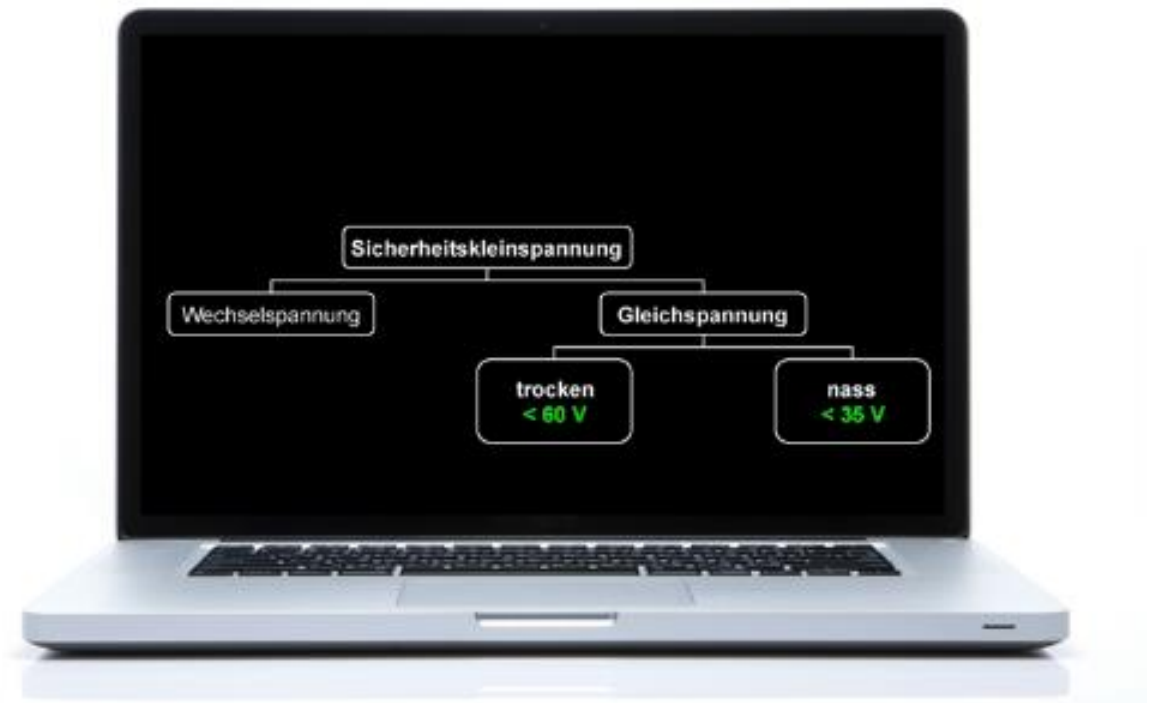 Sicherheitskleinspannung
Wechselspannung
Gleichspannung
trocken
< 60 V
nass
< 35 V